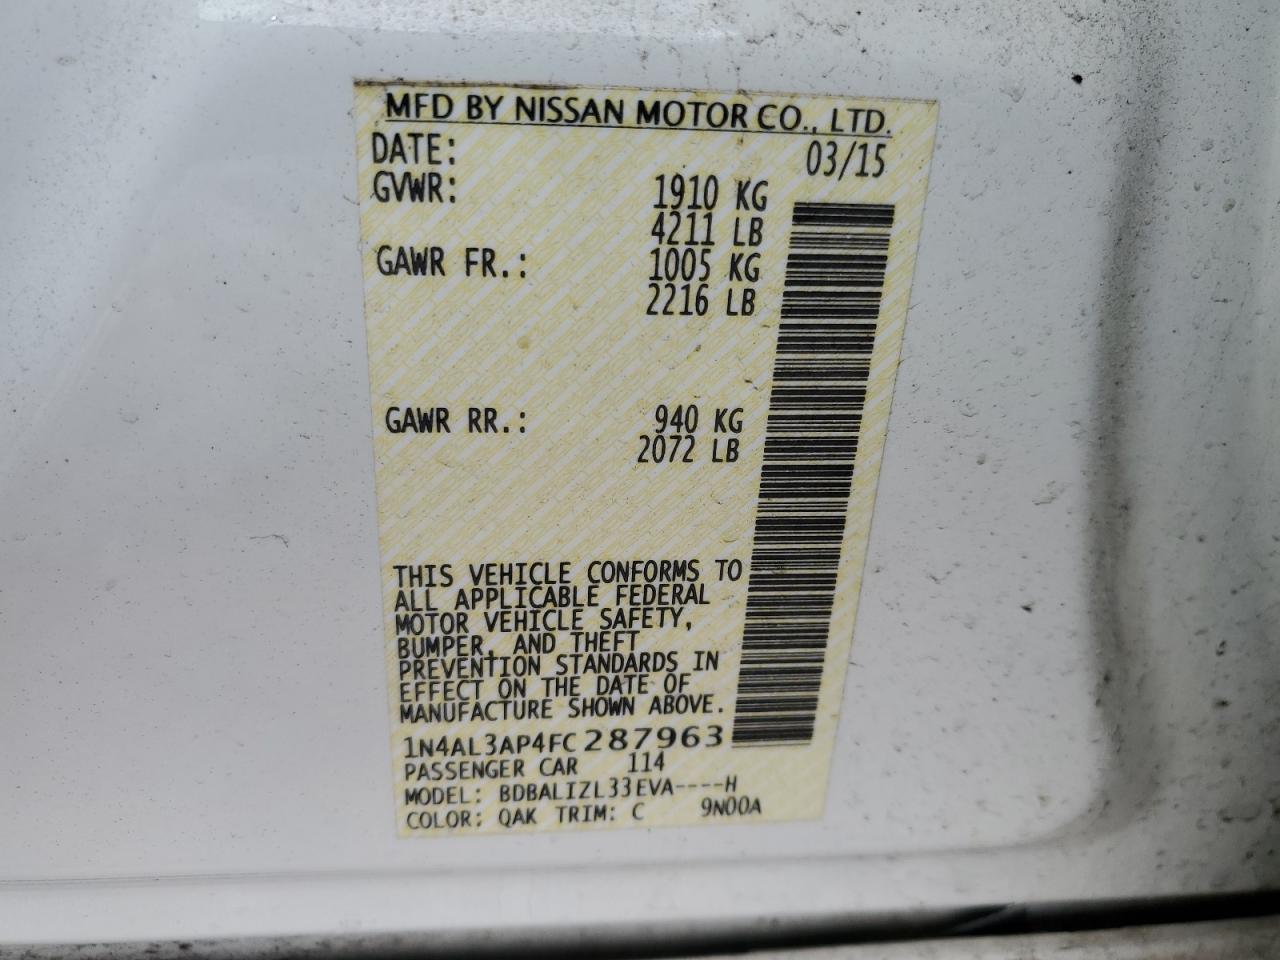 MFD BY NISSAN MOTOR CO., LTD.
DATE: 03/15
GVWR: 1910 KG
4211 LB
GAWR FR.: 1005 KG
2216 LB
GAWR RR.: 940 KG
2072 LB
THIS VEHICLE CONFORMS TO
ALL APPLICABLE FEDERAL
MOTOR VEHICLE SAFETY,
BUMPER, AND THEFT
PREVENTION STANDARDS IN
EFFECT ON THE DATE OF
MANUFACTURE SHOWN ABOVE.
1N4AL3AP4FC287963
PASSENGER CAR 114
MODEL: BDBALIZL33EVA----H
COLOR: QAK TRIM: C 9N00A